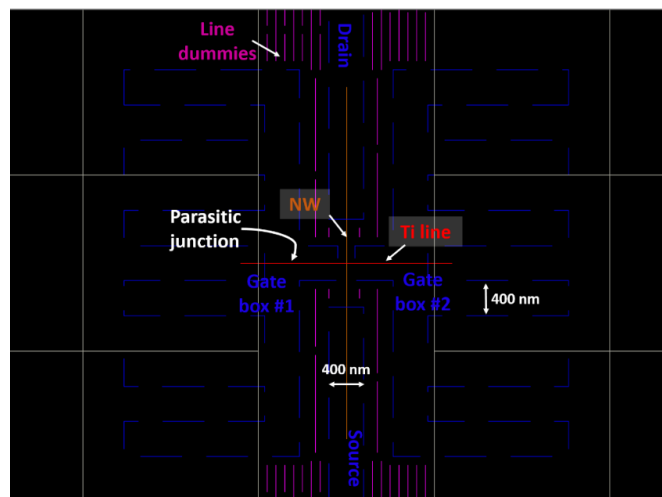 Line
dummies
Drain
NW
Parasitic
junction
Ti line
Gate
box #1
Gate
box #2
400 nm
400 nm
Source